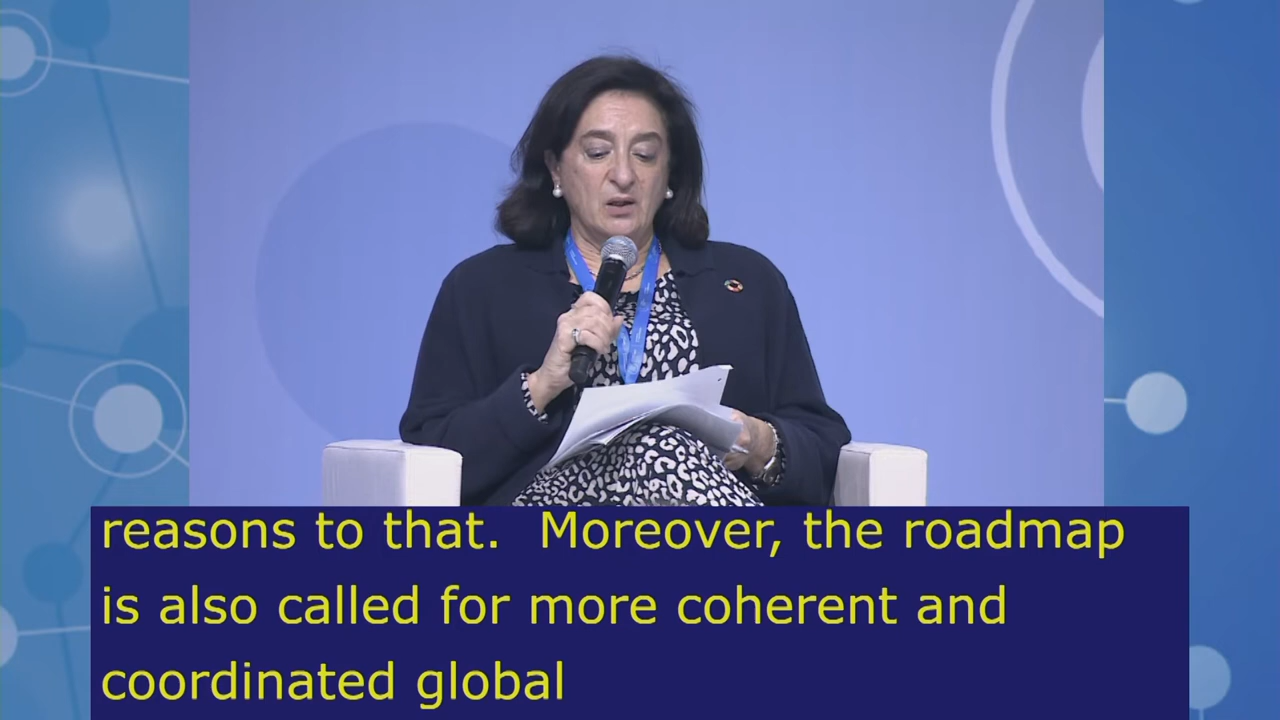 reasons to that.  Moreover, the roadmap
is also called for more coherent and
coordinated global